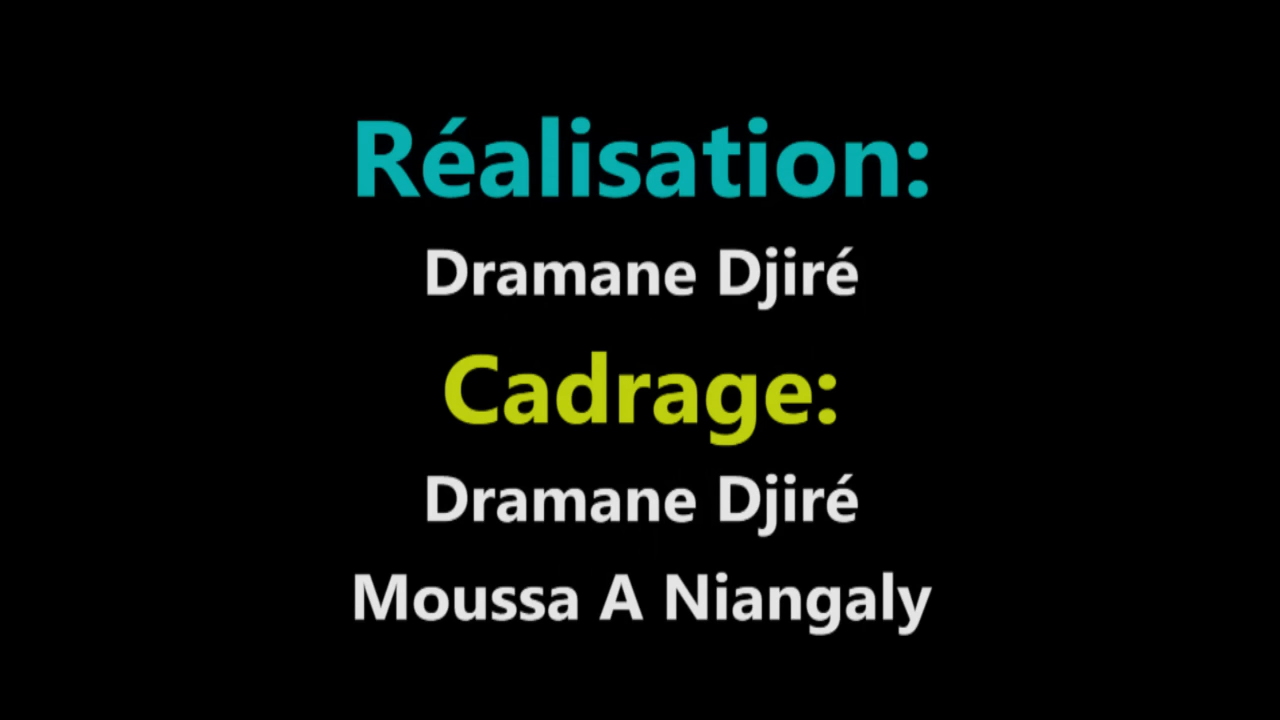 Réalisation:
Dramane Djiré
Cadrage:
Dramane Djiré
Moussa A Niangaly